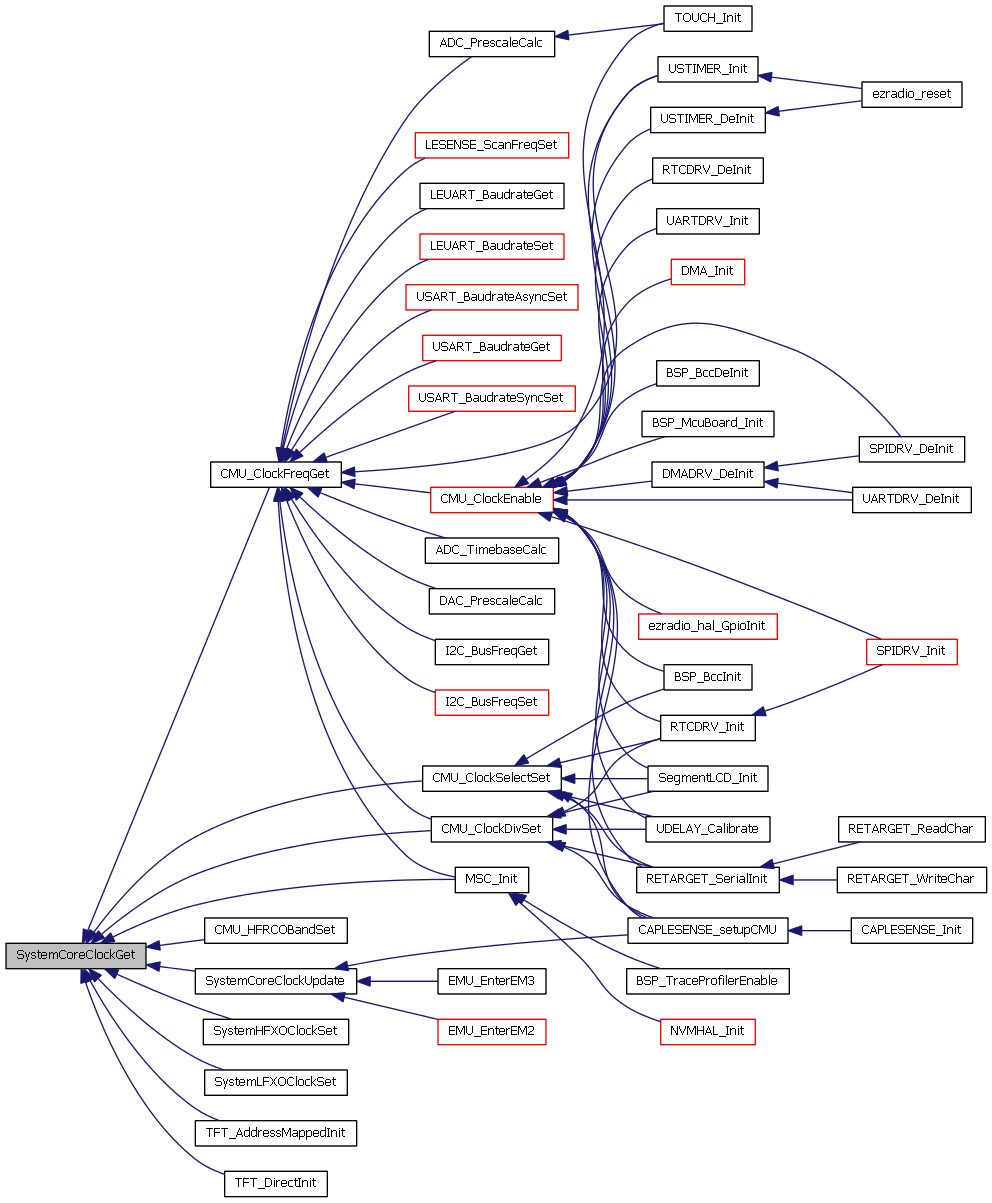 TOUCH_Init
ADC_PrescaleCalc
USTIMER_Init
ezradio_reset
USTIMER_DeInit
LESENSE_ScanFreqSet
RTCDRV_DeInit
LEUART_BaudrateGet
UARTDRV_Init
LEUART_BaudrateSet
DMA_Init
USART_BaudrateAsyncSet
USART_BaudrateGet
BSP_BccDeInit
USART_BaudrateSyncSet
BSP_McuBoard_Init
SPIDRV_DeInit
CMU_ClockFreqGet
DMADRV_DeInit
CMU_ClockEnable
UARTDRV_DeInit
ADC_TimebaseCalc
DAC_PrescaleCalc
ezradio_hal_GpioInit
I2C_BusFreqGet
SPIDRV_Init
BSP_BccInit
I2C_BusFreqSet
RTCDRV_Init
CMU_ClockSelectSet
SegmentLCD_Init
CMU_ClockDivSet
UDELAY_Calibrate
RETARGET_ReadChar
MSC_Init
RETARGET_SerialInit
RETARGET_WriteChar
CMU_HFRCOBandSet
CAPLESENSE_setupCMU
CAPLESENSE_Init
SystemCoreClockGet
SystemCoreClockUpdate
EMU_EnterEM3
BSP_TraceProfilerEnable
SystemHFXOClockSet
EMU_EnterEM2
NVMHAL_Init
SystemLFXOClockSet
TFT_AddressMappedInit
TFT_DirectInit